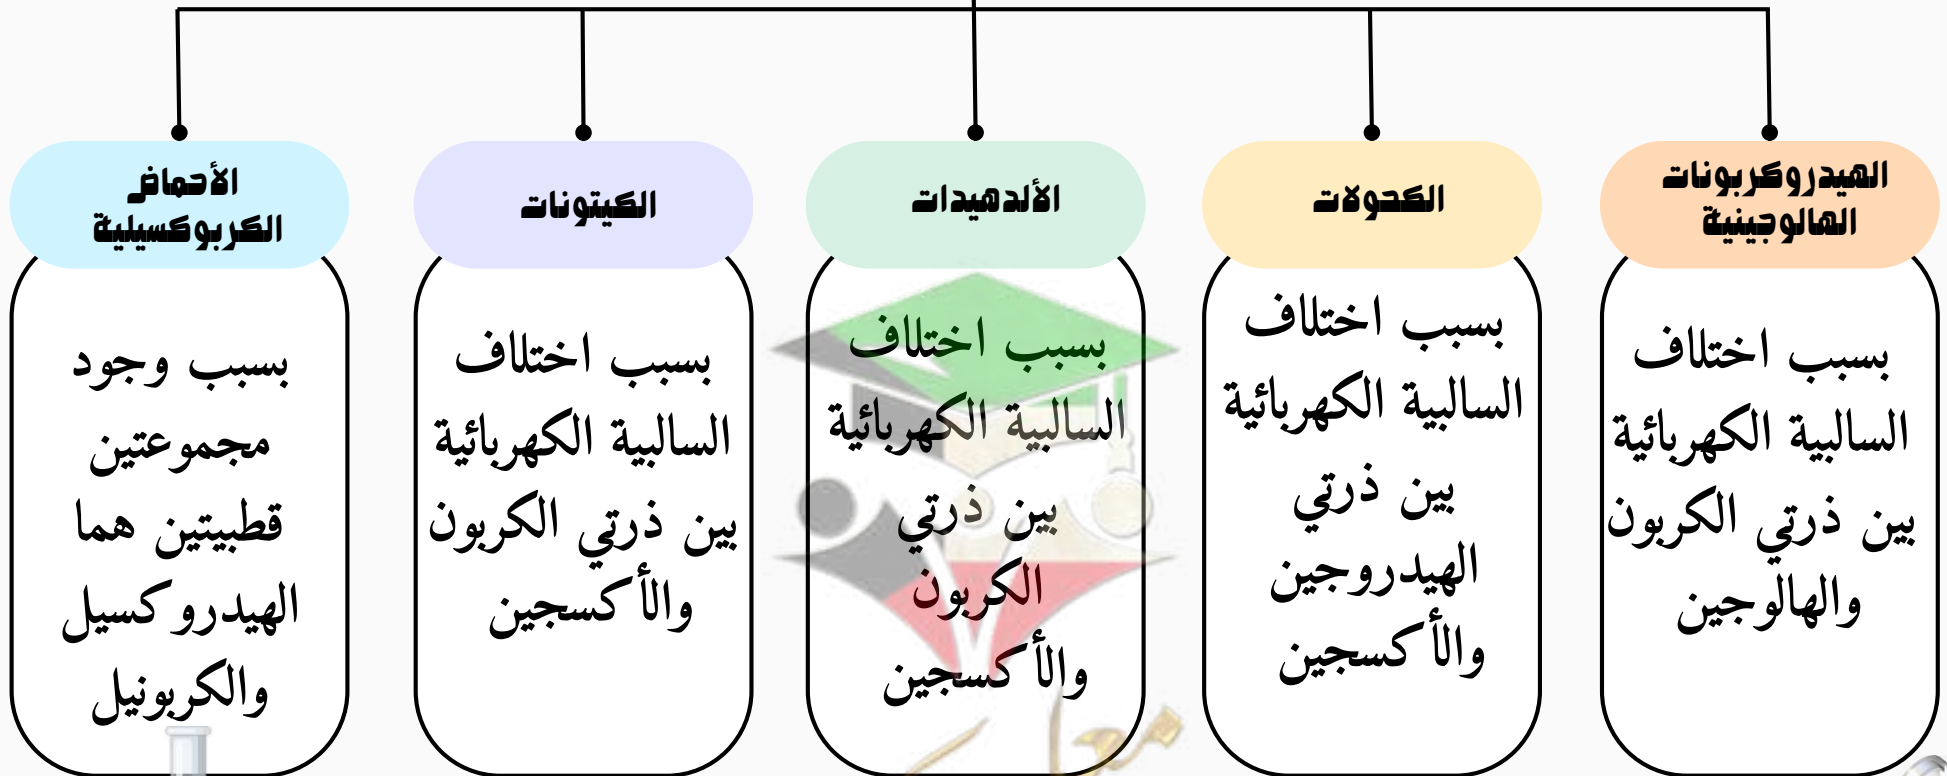 الهيدروكربونات
الهالوجينية
بسبب اختلاف
السالبية الكهربائية
بين ذرتي الكربون
والهالوجين
الكحولات
بسبب اختلاف
السالبية الكهربائية
بين ذرتي
الهيدروجين
والأكسجين
الألدهيدات
بسبب اختلاف
السالبية الكهربائية
بين ذرتي
الكربون
والأكسجين
الكيتونات
بسبب اختلاف
السالبية الكهربائية
بين ذرتي الكربون
والأكسجين
الأحماض
الكربوكسيلية
بسبب وجود
مجموعتين
قطبيتين هما
الهيدروكسيل
والكربونيل